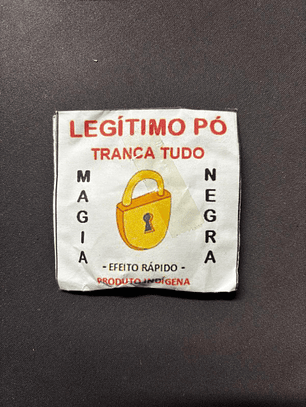 LEGÍTIMO PÓ
TRANCA TUDO
MAGIA
NEGRA
- EFEITO RÁPIDO -
PRODUTO INDÍGENA